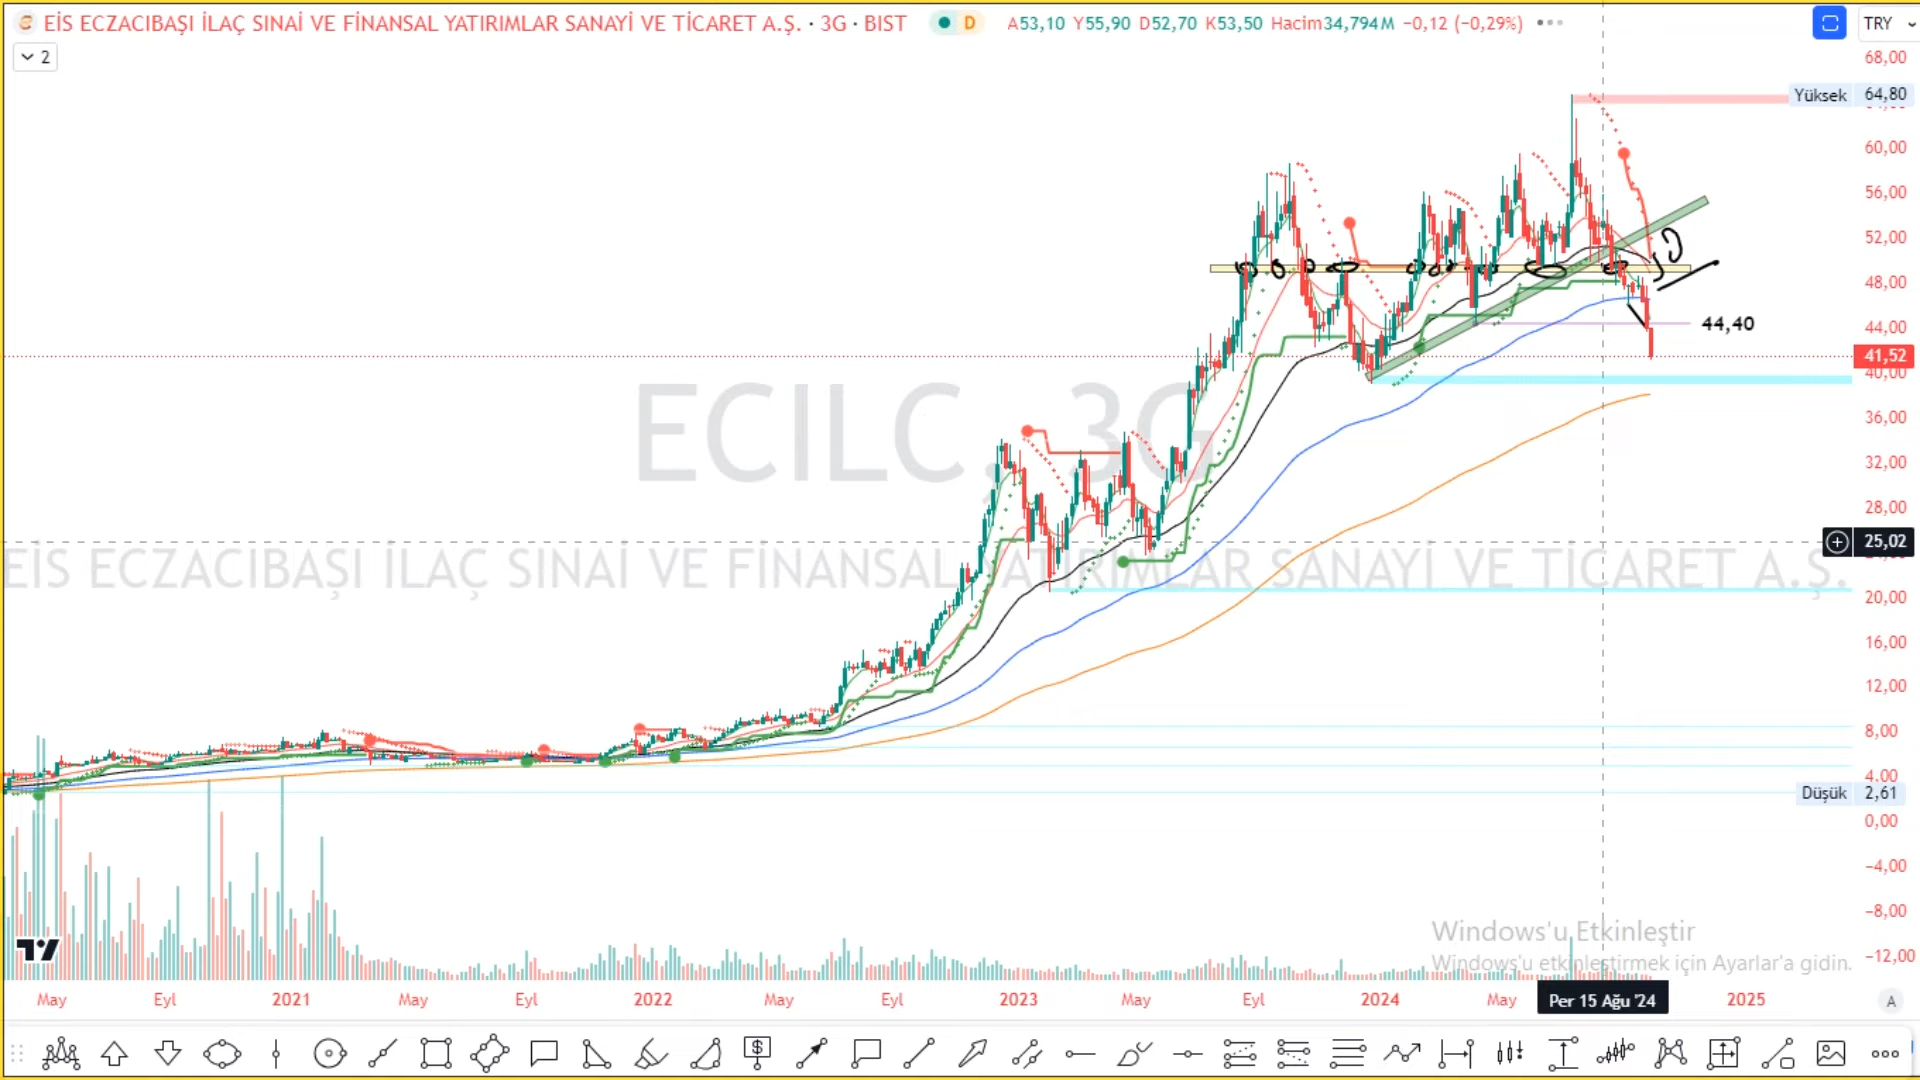 EİS ECZACIBAŞI İLAÇ SINAİ VE FİNANSAL YATIRIMLAR SANAYİ VE TİCARET A.Ş. · 3G · BIST D A53,10 Y55,90 D52,70 K53,50 Hacim34,794M −0,12 (−0,29%) TRY
2
68,00
Yüksek 64,80
60,00
56,00
52,00
48,00
44,40
44,00
41,52
40,00
36,00
ECILC, 3G
32,00
28,00
25,02
EİS ECZACIBAŞI İLAÇ SINAİ VE FİNANSAL YATIRIMLAR SANAYİ VE TİCARET A.Ş.
20,00
16,00
12,00
8,00
4,00
Düşük 2,61
0,00
−4,00
−8,00
Windows'u Etkinleştir
−12,00
Windows'u etkinleştirmek için Ayarlar'a gidin.
May Eyl 2021 May Eyl 2022 May Eyl 2023 May Eyl 2024 May Per 15 Ağu '24 2025 A